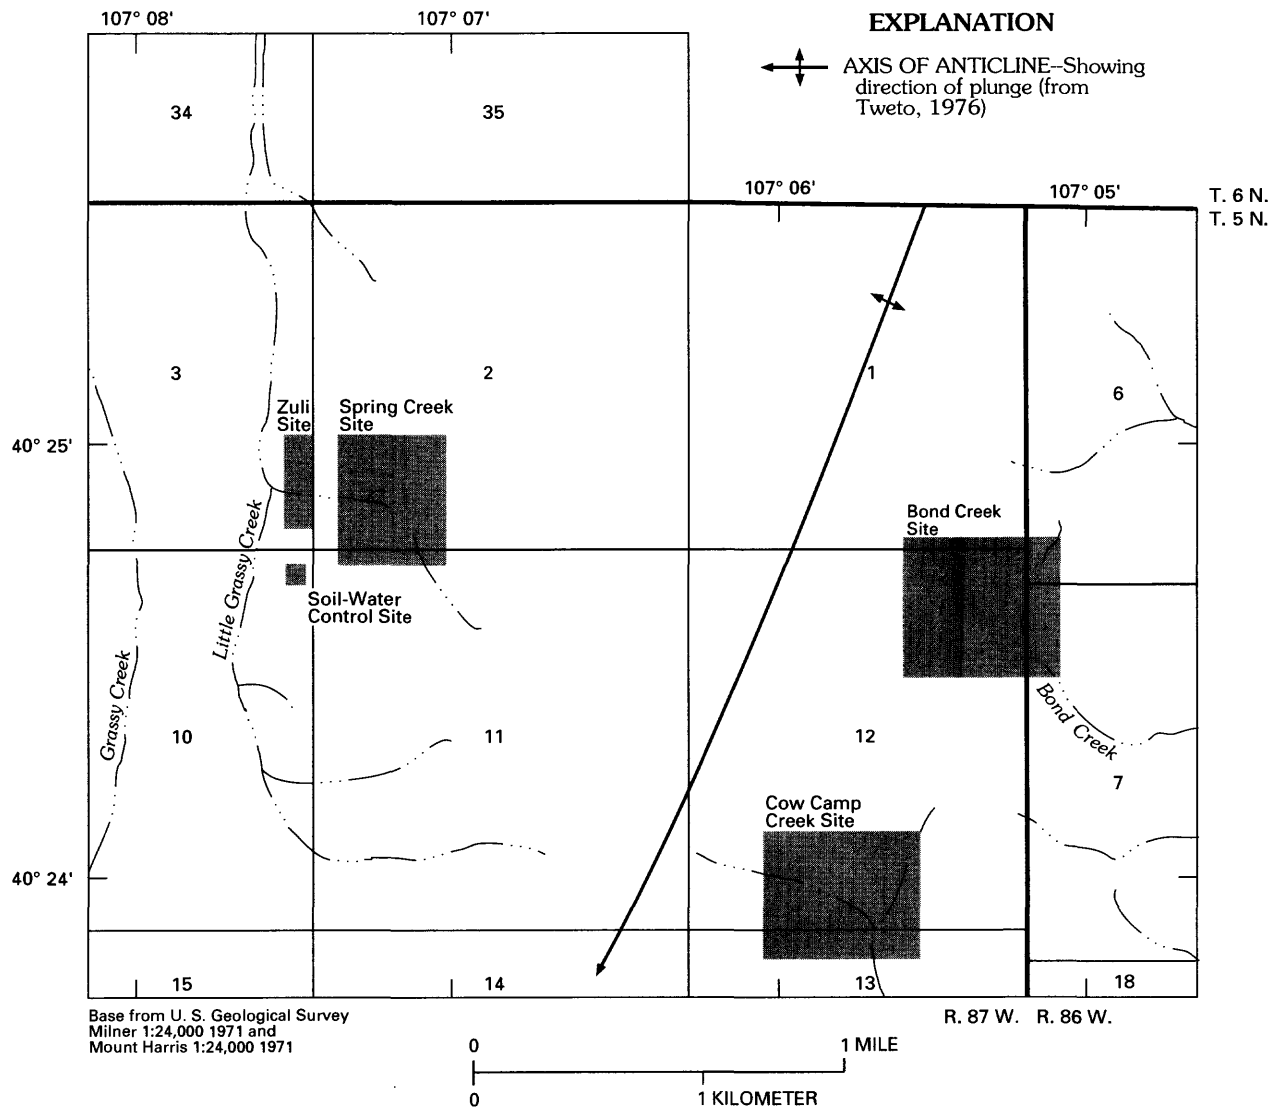 107° 08'
107° 07'
EXPLANATION
AXIS OF ANTICLINE--Showing
direction of plunge (from
Tweto, 1976)
34
35
107° 06'
107° 05'
T. 6 N.
T. 5 N.
3
2
1
6
Zuli
Site
Spring Creek
Site
40° 25'
Little Grassy Creek
Bond Creek
Site
Soil-Water
Control Site
Grassy Creek
Bond Creek
10
11
12
7
Cow Camp
Creek Site
40° 24'
15
14
13
18
Base from U. S. Geological Survey
Milner 1:24,000 1971 and
Mount Harris 1:24,000 1971
R. 87 W.
R. 86 W.
0
1 MILE
0
1 KILOMETER